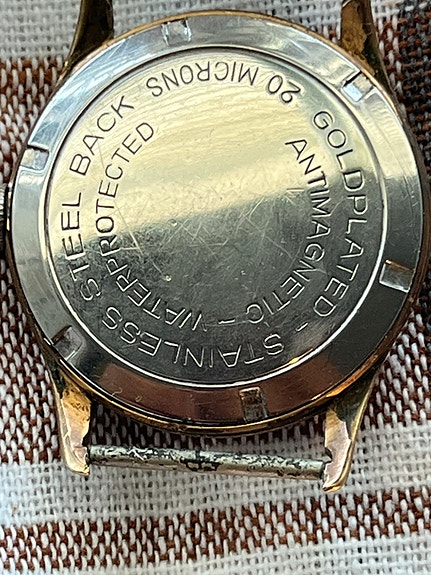 GOLDPLATED - STAINLESS STEEL BACK 20 MICRONS
ANTIMAGNETIC - WATERPROTECTED